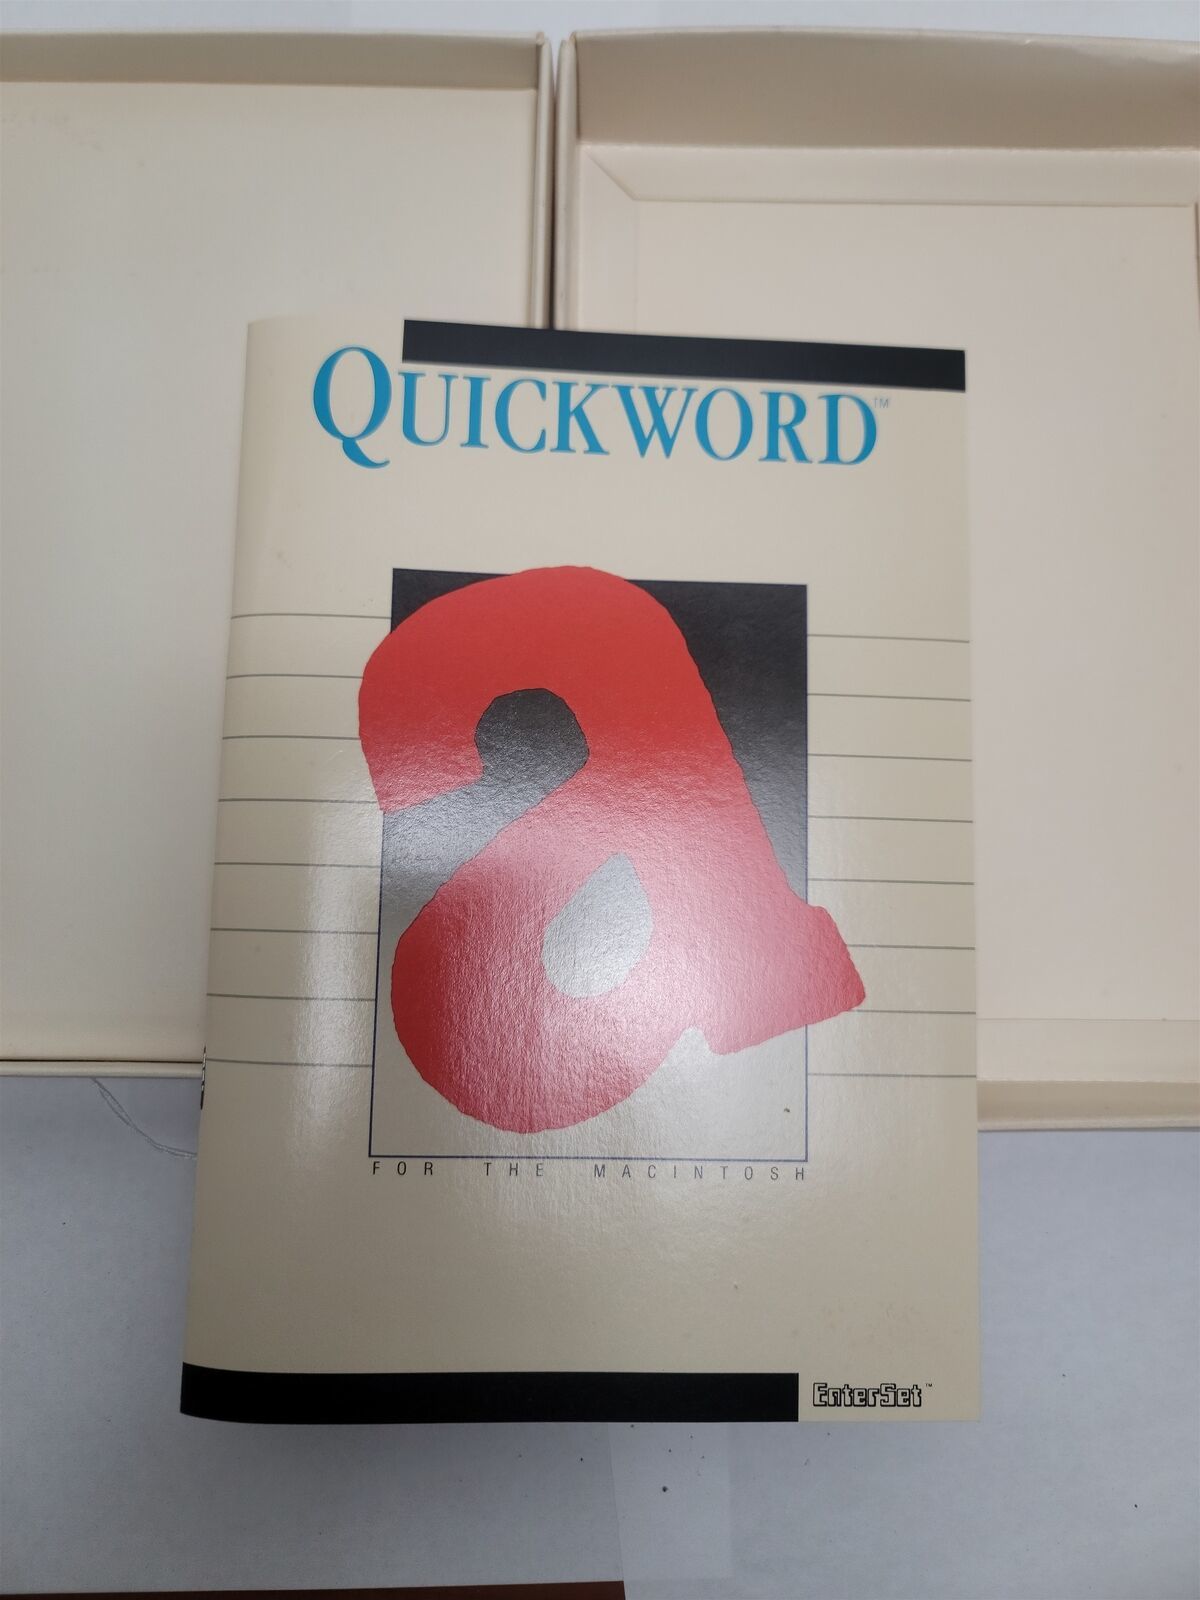 QUICKWORD™
a
FOR THE MACINTOSH
EnterSet™